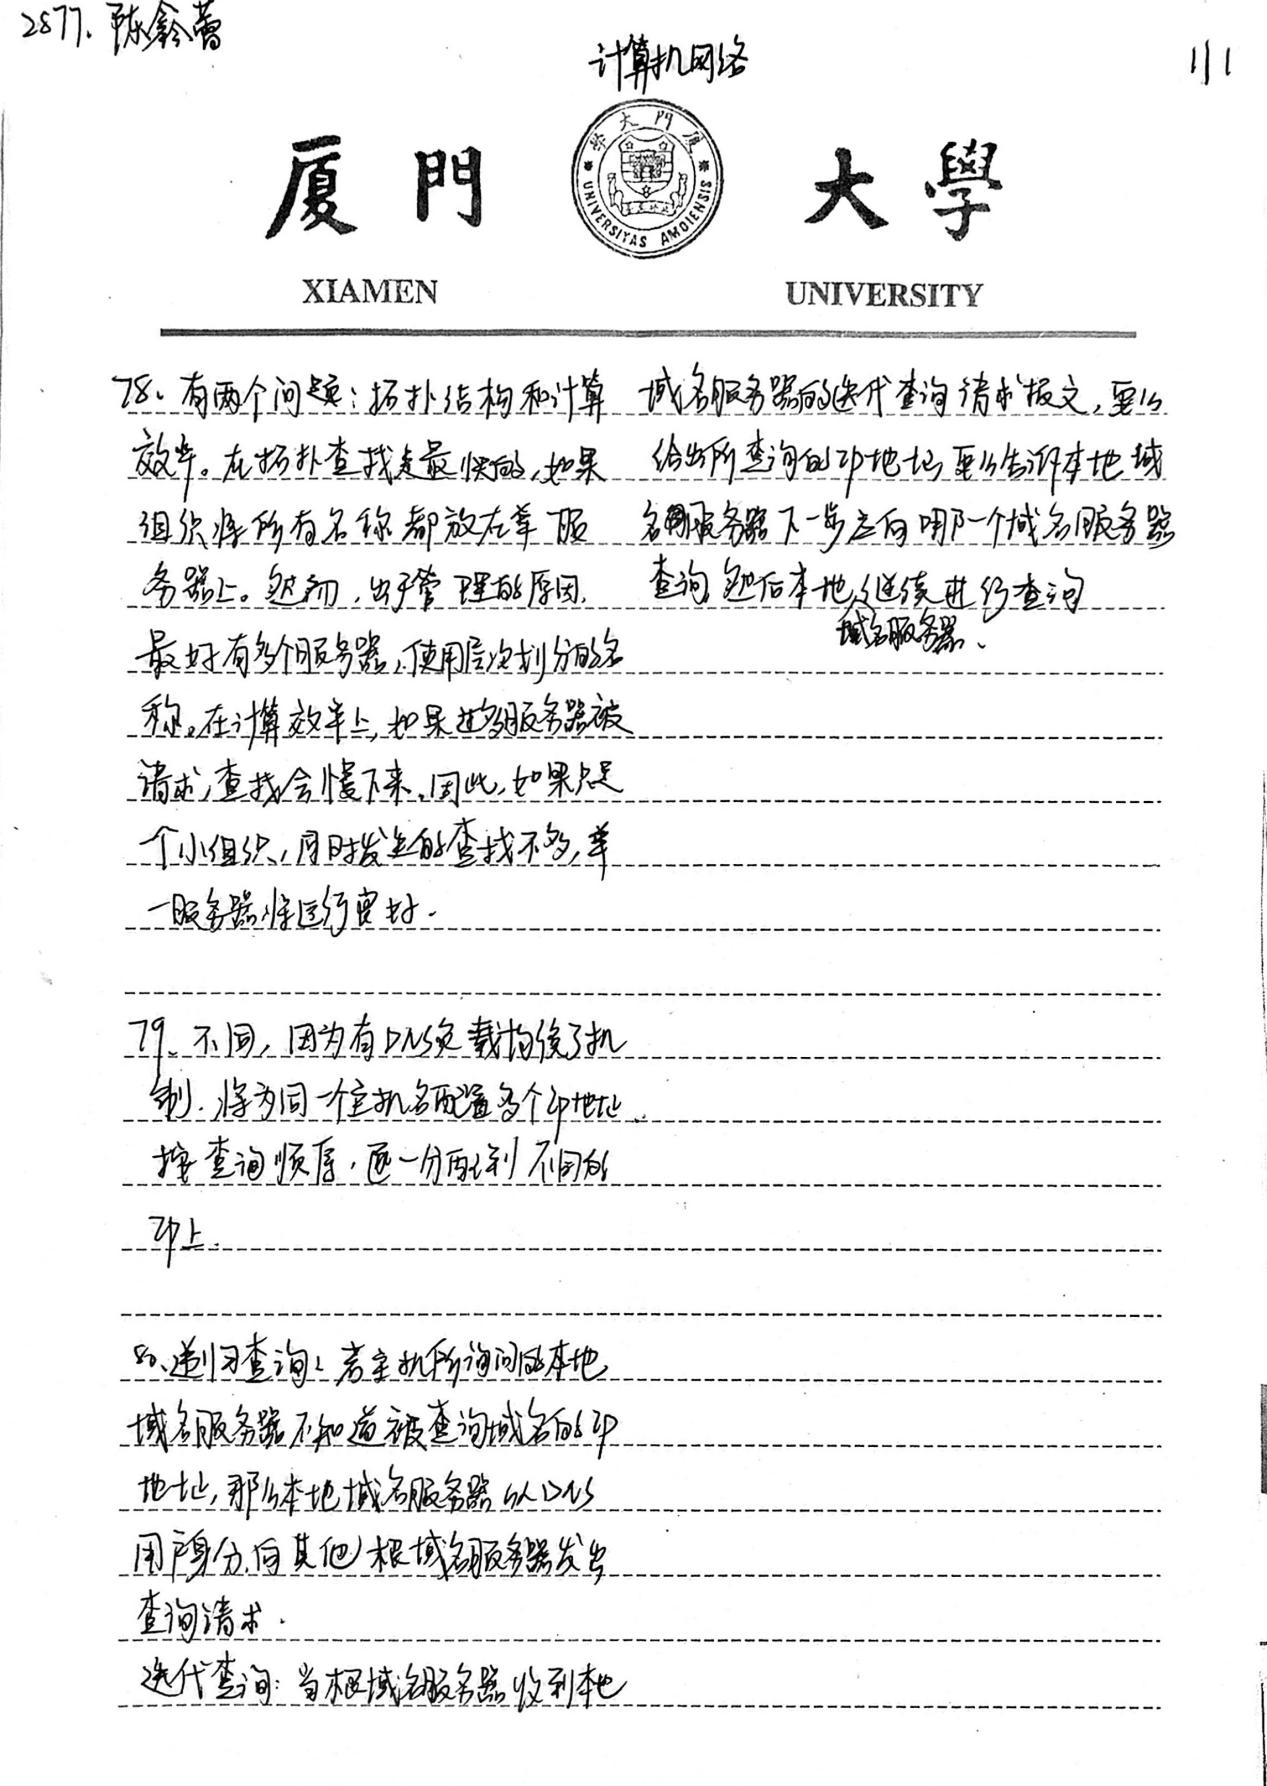 2877. 陈鑫蕾
计算机网络
1/1
厦門大學
UNIVERSITAS AMOIENSIS
XIAMEN UNIVERSITY
78. 有两个问题：拓扑结构和计算
效率。在拓扑查找是最快的，如果
组织将所有名称都放在单服
务器上。然而，出于管理的原因，
最好有多个服务器，使用层次划分的名
称。在计算效率上，如果过多服务器被
请求，查找会慢下来。因此，如果只是
个小组织，同时发生的查找不多，单
一服务器将运行更好.
79. 不同，因为有DNS负载均衡了机
制. 将为同一个主机名配置多个IP地址.
按查询顺序，逐一分配到不同的
IP上.
80. 递归查询：若主机所询问的本地
域名服务器不知道被查询域名的IP
地址，那么本地域名服务器以DNS
用户身分，向其他根域名服务器发出
查询请求.
迭代查询：当根域名服务器收到本地
域名服务器的迭代查询请求报文，要么
给出所查询的IP地址 要么告诉本地域
名服务器下一步应向哪一个域名服务器
查询 然后本地域名服务器继续进行查询.